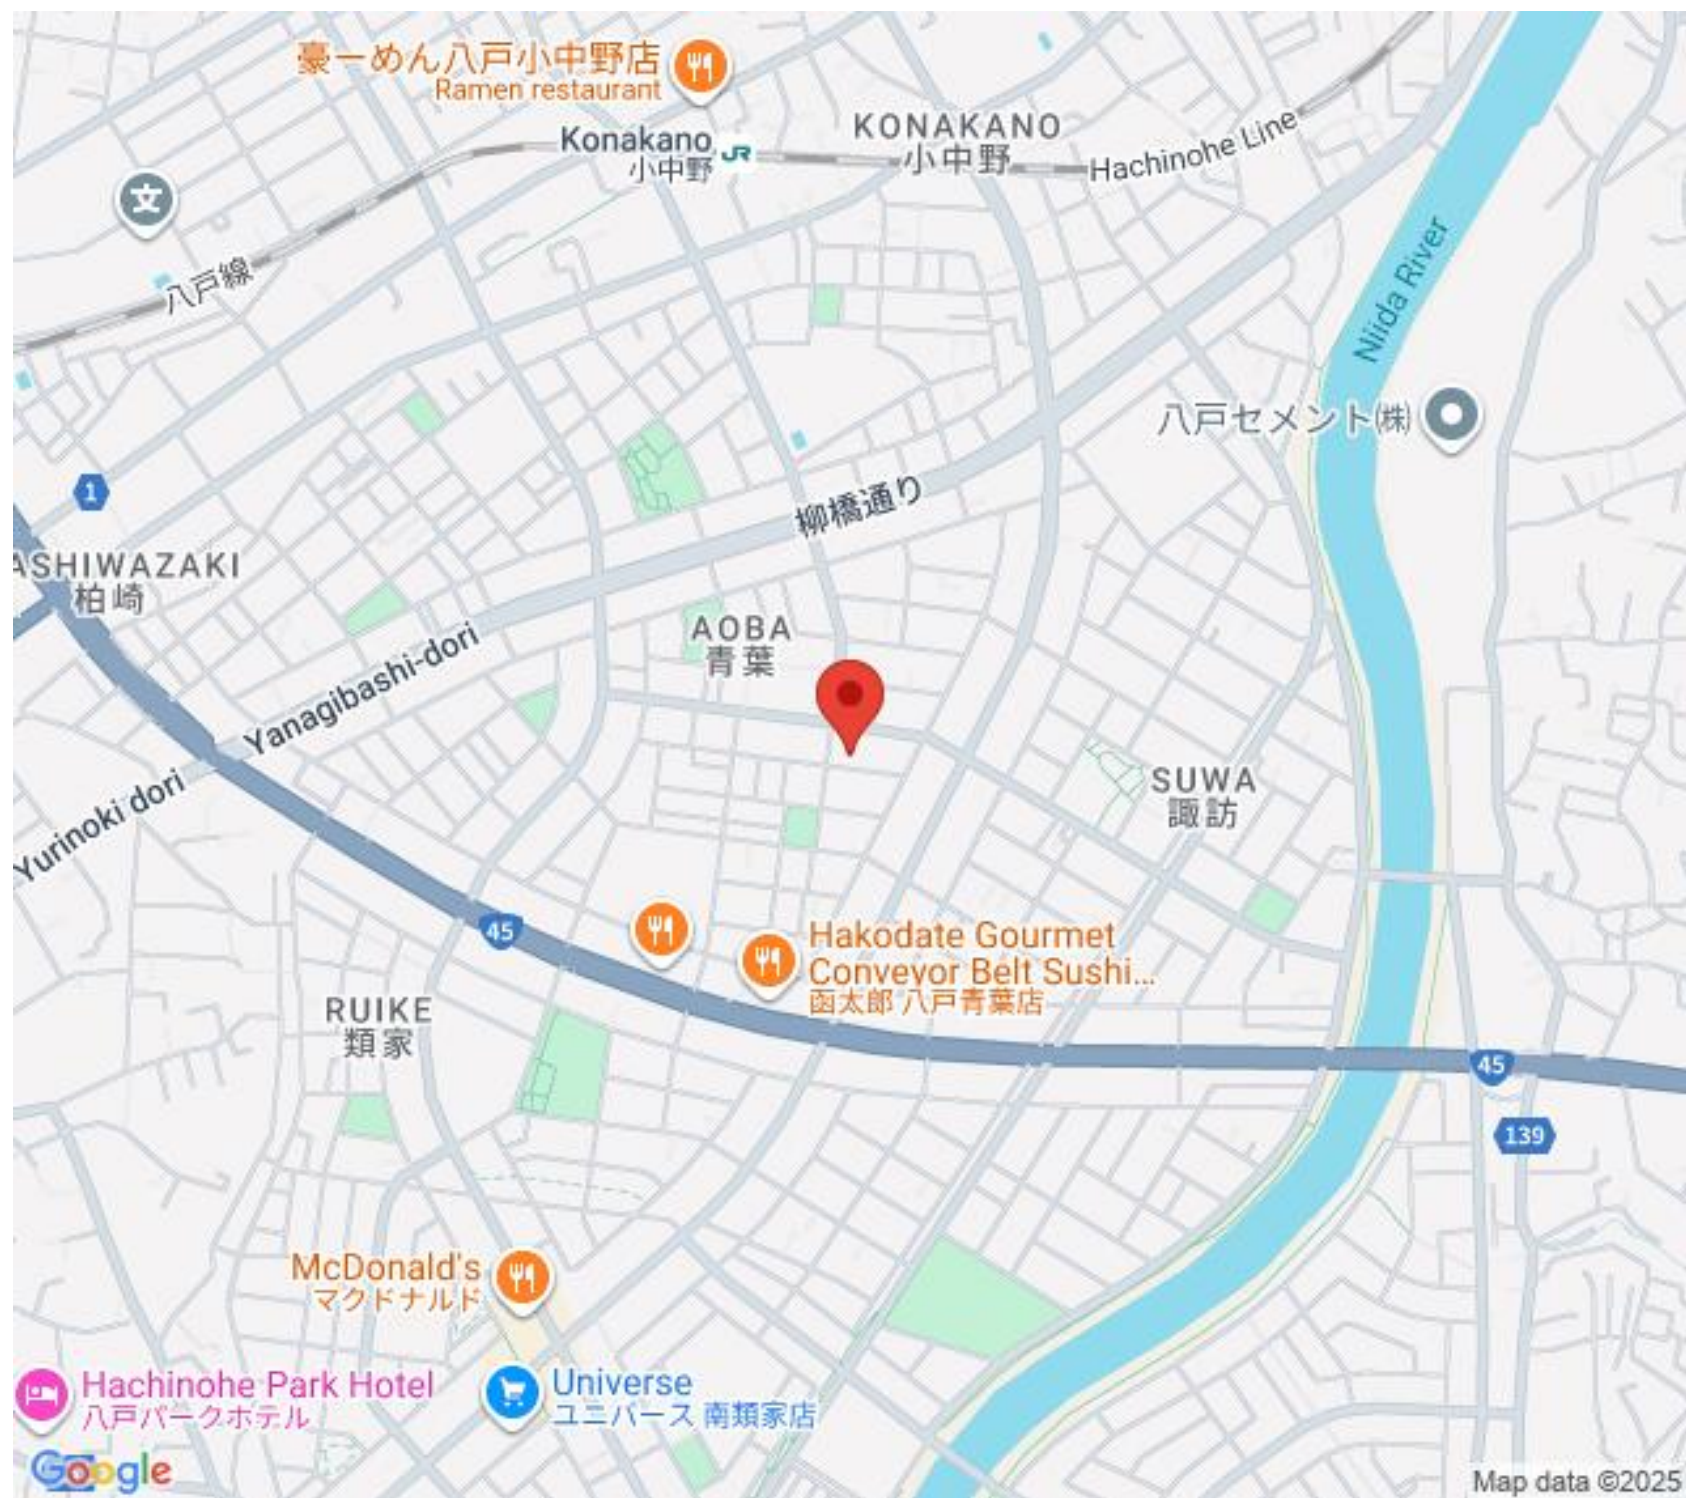 豪ーめん八戸小中野店
Ramen restaurant
Konakano
小中野
JR
KONAKANO
小中野
Hachinohe Line
文
八戸線
Niida River
八戸セメント㈱
1
柳橋通り
ASHIWAZAKI
柏崎
AOBA
青葉
Yanagibashi-dori
Yurinoki dori
SUWA
諏訪
45
Hakodate Gourmet
Conveyor Belt Sushi...
函太郎 八戸青葉店
RUIKE
類家
45
139
McDonald's
マクドナルド
Hachinohe Park Hotel
八戸パークホテル
Universe
ユニバース 南類家店
Google
Map data ©2025